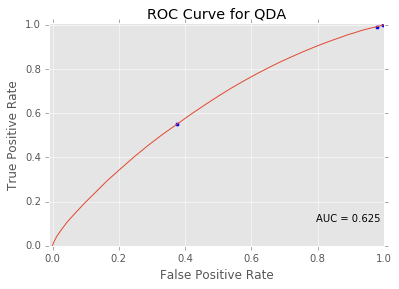 ROC Curve for QDA
1.0
0.8
0.6
0.4
0.2
0.0
True Positive Rate
AUC = 0.625
0.0 0.2 0.4 0.6 0.8 1.0
False Positive Rate